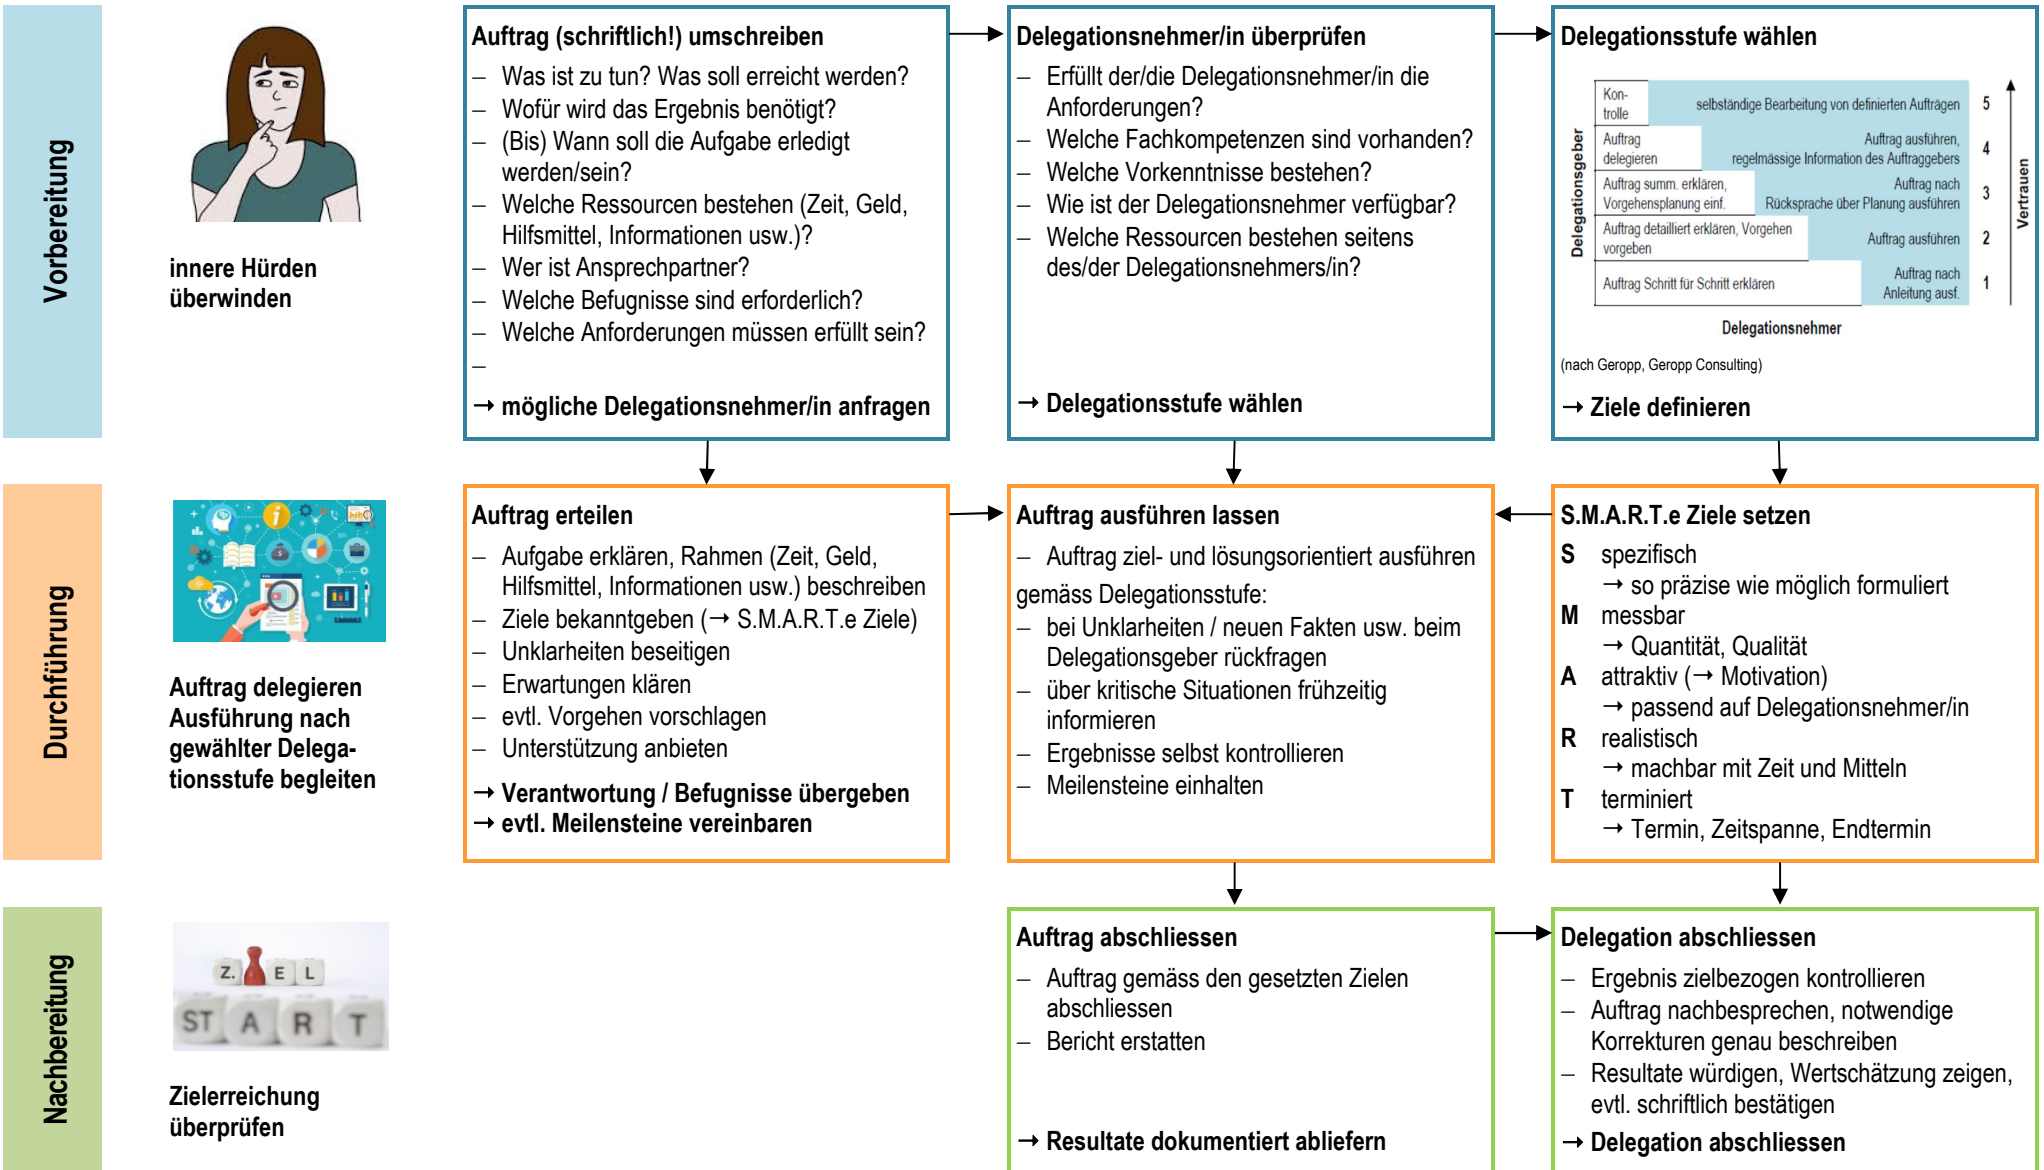 Vorbereitung
innere Hürden
überwinden
Auftrag (schriftlich!) umschreiben
– Was ist zu tun? Was soll erreicht werden?
– Wofür wird das Ergebnis benötigt?
– (Bis) Wann soll die Aufgabe erledigt
werden/sein?
– Welche Ressourcen bestehen (Zeit, Geld,
Hilfsmittel, Informationen usw.)?
– Wer ist Ansprechpartner?
– Welche Befugnisse sind erforderlich?
– Welche Anforderungen müssen erfüllt sein?
–
→ mögliche Delegationsnehmer/in anfragen
Delegationsnehmer/in überprüfen
– Erfüllt der/die Delegationsnehmer/in die
Anforderungen?
– Welche Fachkompetenzen sind vorhanden?
– Welche Vorkenntnisse bestehen?
– Wie ist der Delegationsnehmer verfügbar?
– Welche Ressourcen bestehen seitens
des/der Delegationsnehmers/in?
→ Delegationsstufe wählen
Delegationsstufe wählen
Delegationsgeber
Kon-
trolle
selbständige Bearbeitung von definierten Aufträgen
5
Auftrag
delegieren
Auftrag ausführen,
regelmässige Information des Auftraggebers
4
Auftrag summ. erklären,
Vorgehensplanung einf.
Auftrag nach
Rücksprache über Planung ausführen
3
Auftrag detailliert erklären, Vorgehen
vorgeben
Auftrag ausführen
2
Auftrag Schritt für Schritt erklären
Auftrag nach
Anleitung ausf.
1
Vertrauen
Delegationsnehmer
(nach Geropp, Geropp Consulting)
→ Ziele definieren
Durchführung
Auftrag delegieren
Ausführung nach
gewählter Delega-
tionsstufe begleiten
Auftrag erteilen
– Aufgabe erklären, Rahmen (Zeit, Geld,
Hilfsmittel, Informationen usw.) beschreiben
– Ziele bekanntgeben (→ S.M.A.R.T.e Ziele)
– Unklarheiten beseitigen
– Erwartungen klären
– evtl. Vorgehen vorschlagen
– Unterstützung anbieten
→ Verantwortung / Befugnisse übergeben
→ evtl. Meilensteine vereinbaren
Auftrag ausführen lassen
– Auftrag ziel- und lösungsorientiert ausführen
gemäss Delegationsstufe:
– bei Unklarheiten / neuen Fakten usw. beim
Delegationsgeber rückfragen
– über kritische Situationen frühzeitig
informieren
– Ergebnisse selbst kontrollieren
– Meilensteine einhalten
S.M.A.R.T.e Ziele setzen
S spezifisch
→ so präzise wie möglich formuliert
M messbar
→ Quantität, Qualität
A attraktiv (→ Motivation)
→ passend auf Delegationsnehmer/in
R realistisch
→ machbar mit Zeit und Mitteln
T terminiert
→ Termin, Zeitspanne, Endtermin
Nachbereitung
Z. E L
ST A R T
Zielerreichung
überprüfen
Auftrag abschliessen
– Auftrag gemäss den gesetzten Zielen
abschliessen
– Bericht erstatten
→ Resultate dokumentiert abliefern
Delegation abschliessen
– Ergebnis zielbezogen kontrollieren
– Auftrag nachbesprechen, notwendige
Korrekturen genau beschreiben
– Resultate würdigen, Wertschätzung zeigen,
evtl. schriftlich bestätigen
→ Delegation abschliessen